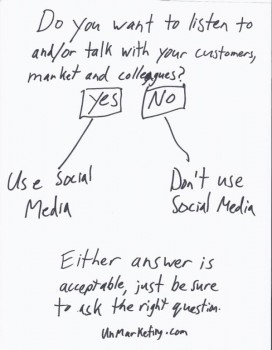 Do you want to listen to
and/or talk with your customers,
market and colleagues?
Yes No
Use Social
Media
Don't use
Social Media
Either answer is
acceptable, just be sure
to ask the right question.
UnMarketing.com